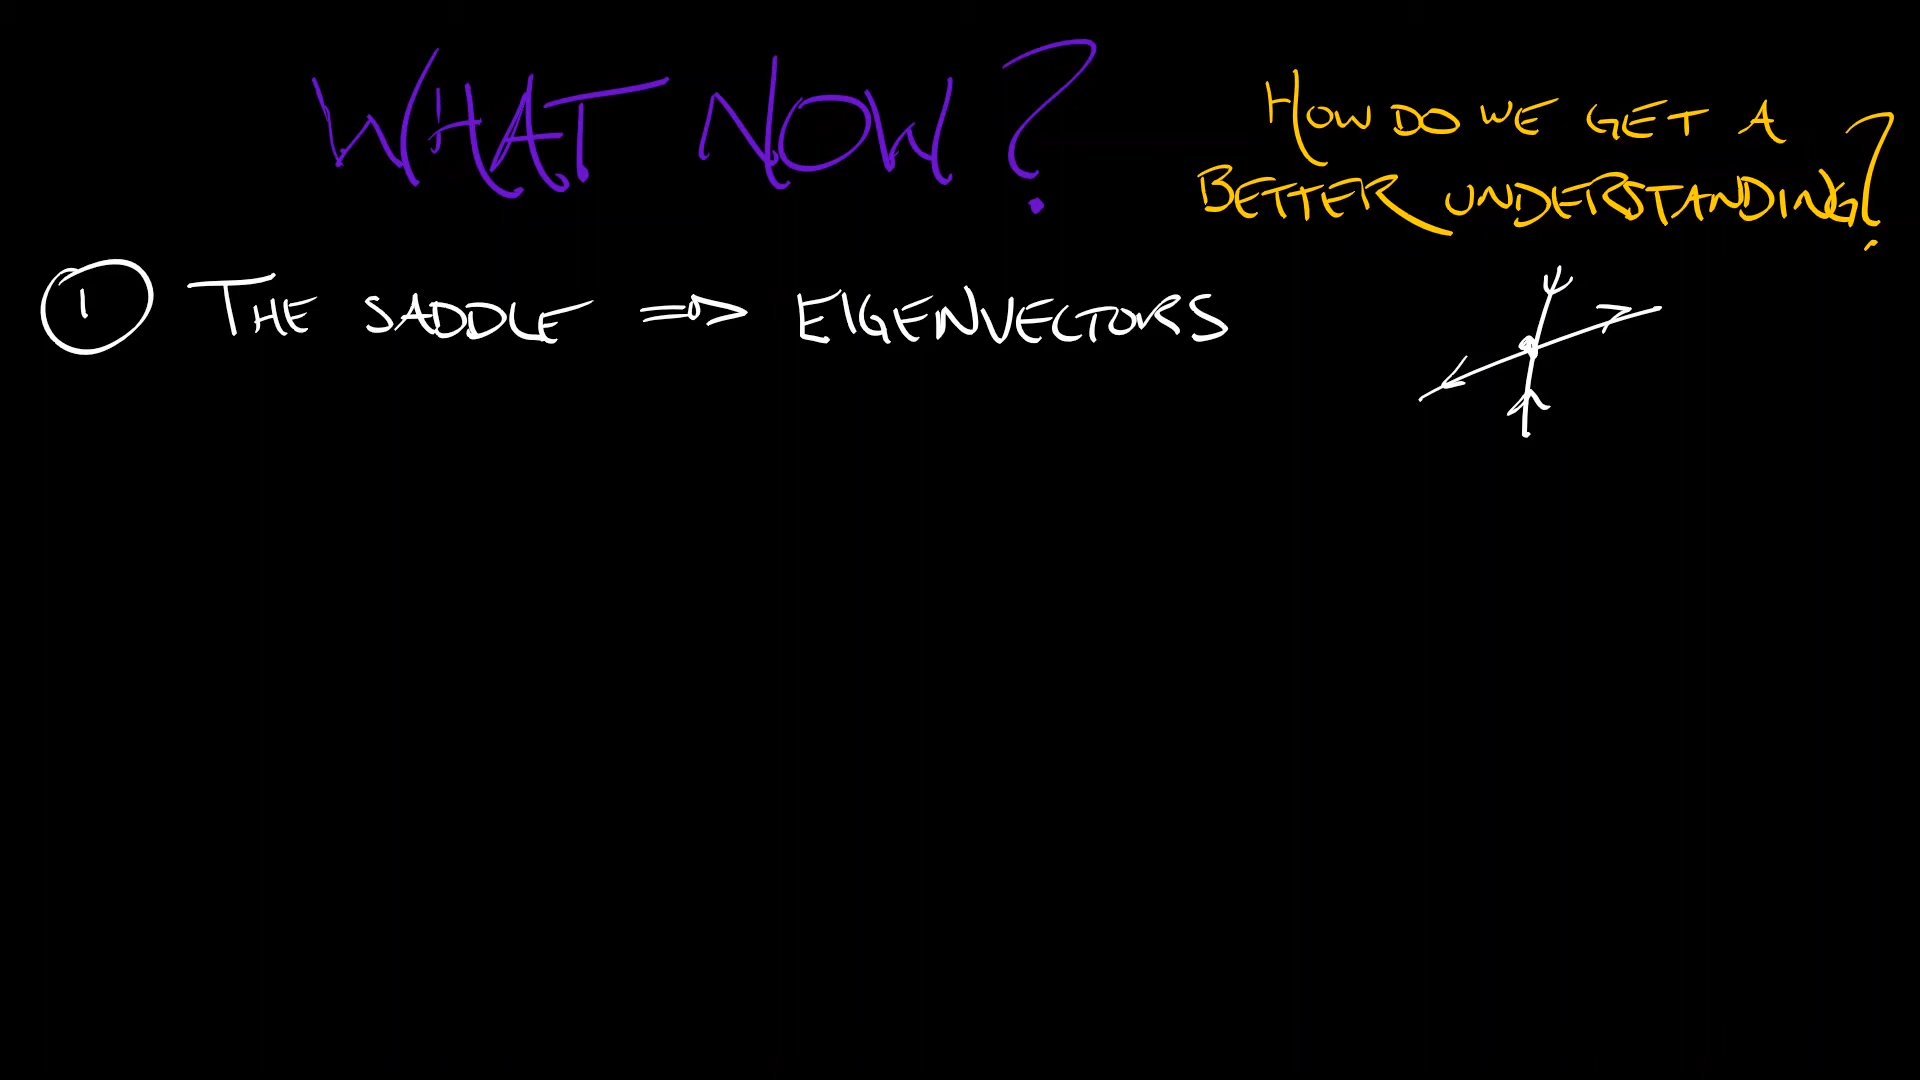 WHAT NOW?
HOW DO WE GET A
BETTER UNDERSTANDING?
① THE SADDLE ⇒ EIGENVECTORS